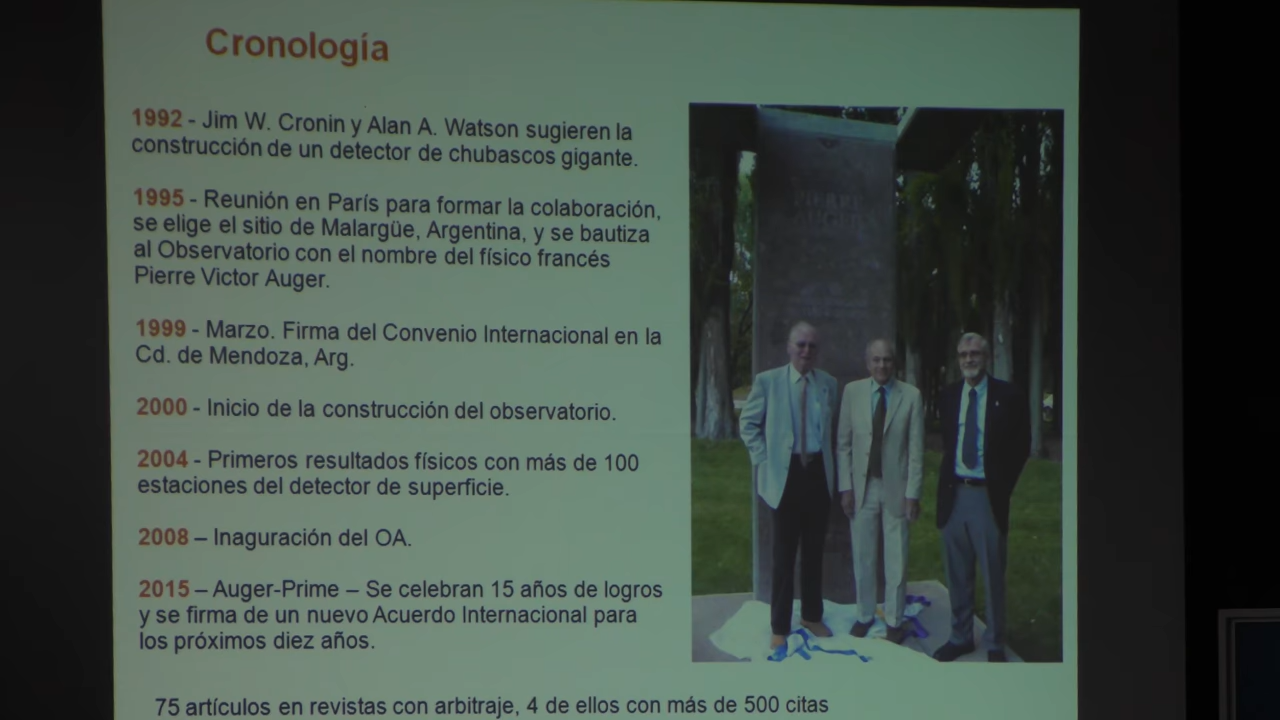 Cronología
1992 - Jim W. Cronin y Alan A. Watson sugieren la
construcción de un detector de chubascos gigante.
1995 - Reunión en París para formar la colaboración,
se elige el sitio de Malargüe, Argentina, y se bautiza
al Observatorio con el nombre del físico francés
Pierre Victor Auger.
1999 - Marzo. Firma del Convenio Internacional en la
Cd. de Mendoza, Arg.
2000 - Inicio de la construcción del observatorio.
2004 - Primeros resultados físicos con más de 100
estaciones del detector de superficie.
2008 – Inaguración del OA.
2015 – Auger-Prime – Se celebran 15 años de logros
y se firma de un nuevo Acuerdo Internacional para
los próximos diez años.
75 artículos en revistas con arbitraje, 4 de ellos con más de 500 citas
PIERRE
AUGER